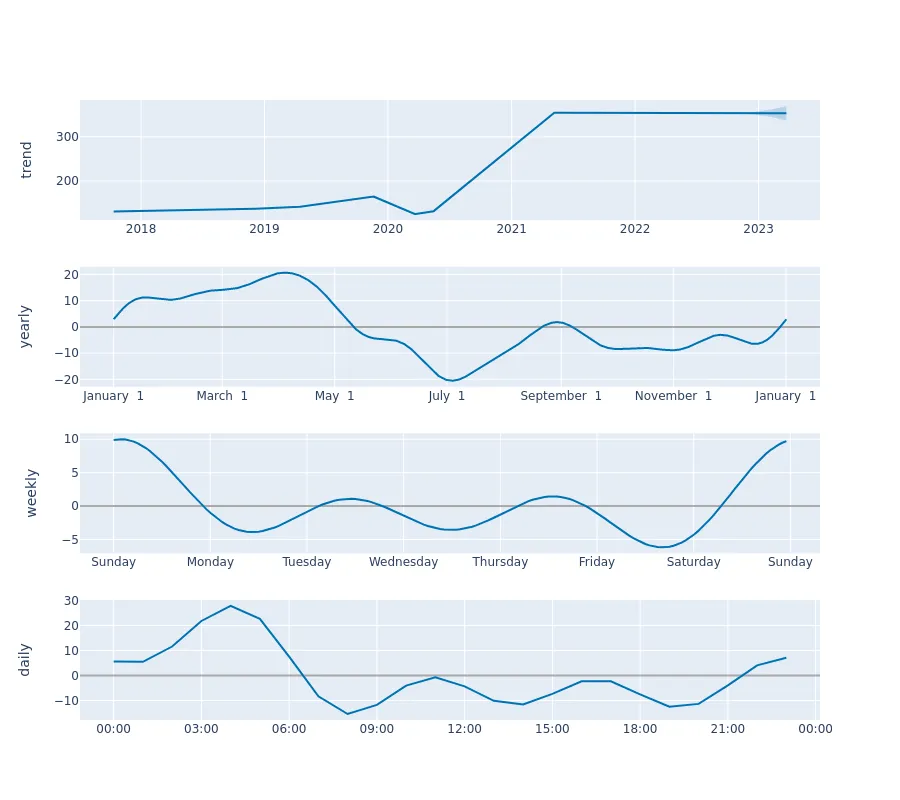 trend
300
200
2018 2019 2020 2021 2022 2023
yearly
20
10
0
−10
−20
January 1 March 1 May 1 July 1 September 1 November 1 January 1
weekly
10
5
0
−5
Sunday Monday Tuesday Wednesday Thursday Friday Saturday Sunday
daily
30
20
10
0
−10
00:00 03:00 06:00 09:00 12:00 15:00 18:00 21:00 00:00